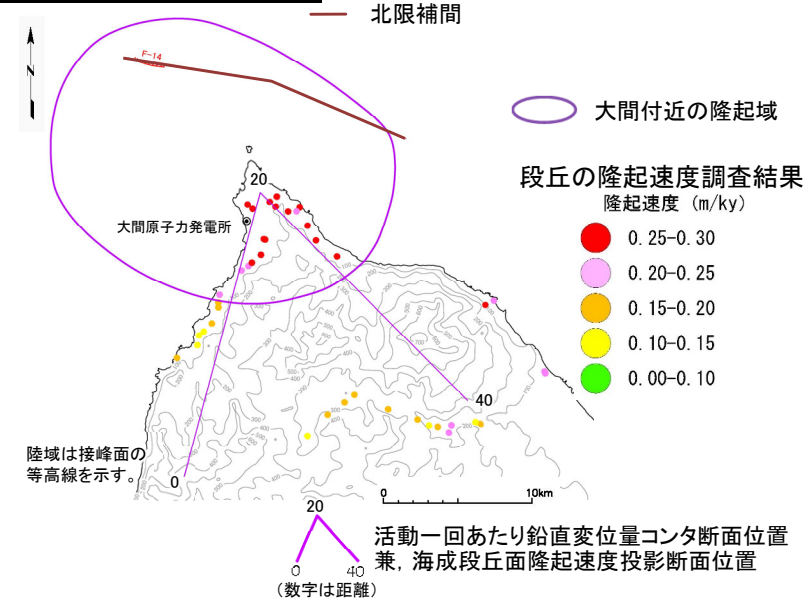 北限補間
N
F-14
大間付近の隆起域
段丘の隆起速度調査結果
隆起速度 (m/ky)
0.25-0.30
0.20-0.25
0.15-0.20
0.10-0.15
0.00-0.10
20
大間原子力発電所
40
陸域は接峰面の
等高線を示す。
0
0 10km
20
0 40
(数字は距離)
活動一回あたり鉛直変位量コンタ断面位置
兼, 海成段丘面隆起速度投影断面位置